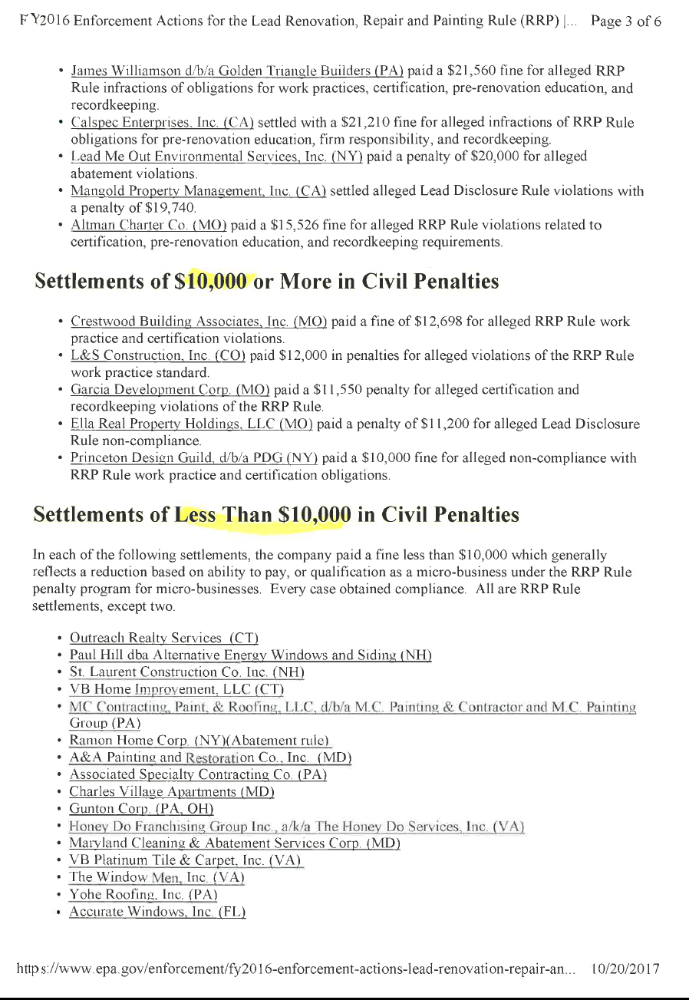 FY2016 Enforcement Actions for the Lead Renovation, Repair and Painting Rule (RRP) |... Page 3 of 6
• James Williamson d/b/a Golden Triangle Builders (PA) paid a $21,560 fine for alleged RRP
Rule infractions of obligations for work practices, certification, pre-renovation education, and
recordkeeping.
• Calspec Enterprises, Inc. (CA) settled with a $21,210 fine for alleged infractions of RRP Rule
obligations for pre-renovation education, firm responsibility, and recordkeeping.
• Lead Me Out Environmental Services, Inc. (NY) paid a penalty of $20,000 for alleged
abatement violations.
• Mangold Property Management, Inc. (CA) settled alleged Lead Disclosure Rule violations with
a penalty of $19,740.
• Altman Charter Co. (MO) paid a $15,526 fine for alleged RRP Rule violations related to
certification, pre-renovation education, and recordkeeping requirements.
Settlements of $10,000 or More in Civil Penalties
• Crestwood Building Associates, Inc. (MO) paid a fine of $12,698 for alleged RRP Rule work
practice and certification violations.
• L&S Construction, Inc. (CO) paid $12,000 in penalties for alleged violations of the RRP Rule
work practice standard.
• Garcia Development Corp. (MO) paid a $11,550 penalty for alleged certification and
recordkeeping violations of the RRP Rule.
• Ella Real Property Holdings, LLC (MO) paid a penalty of $11,200 for alleged Lead Disclosure
Rule non-compliance.
• Princeton Design Guild, d/b/a PDG (NY) paid a $10,000 fine for alleged non-compliance with
RRP Rule work practice and certification obligations.
Settlements of Less Than $10,000 in Civil Penalties
In each of the following settlements, the company paid a fine less than $10,000 which generally
reflects a reduction based on ability to pay, or qualification as a micro-business under the RRP Rule
penalty program for micro-businesses. Every case obtained compliance. All are RRP Rule
settlements, except two.
• Outreach Realty Services (CT)
• Paul Hill dba Alternative Energy Windows and Siding (NH)
• St. Laurent Construction Co. Inc. (NH)
• VB Home Improvement, LLC (CT)
• MC Contracting, Paint, & Roofing, LLC, d/b/a M.C. Painting & Contractor and M.C. Painting
Group (PA)
• Ramon Home Corp. (NY)(Abatement rule)
• A&A Painting and Restoration Co., Inc. (MD)
• Associated Specialty Contracting Co. (PA)
• Charles Village Apartments (MD)
• Gunton Corp. (PA, OH)
• Honey Do Franchising Group Inc., a/k/a The Honey Do Services, Inc. (VA)
• Maryland Cleaning & Abatement Services Corp. (MD)
• VB Platinum Tile & Carpet, Inc. (VA)
• The Window Men, Inc. (VA)
• Yohe Roofing, Inc. (PA)
• Accurate Windows, Inc. (FL)
https://www.epa.gov/enforcement/fy2016-enforcement-actions-lead-renovation-repair-an... 10/20/2017